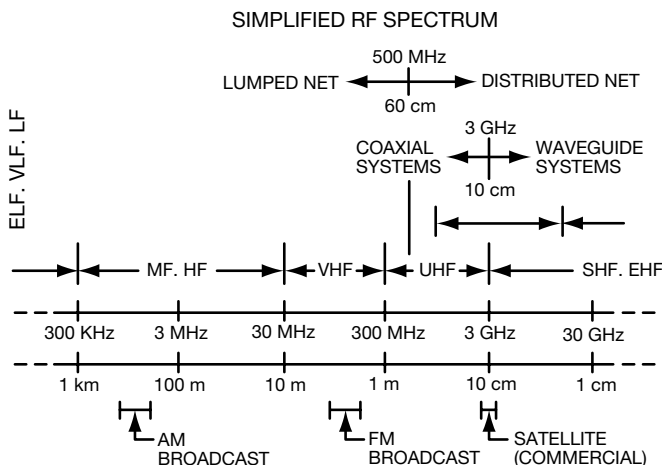 SIMPLIFIED RF SPECTRUM
500 MHz
LUMPED NET
DISTRIBUTED NET
60 cm
3 GHz
COAXIAL
SYSTEMS
WAVEGUIDE
SYSTEMS
10 cm
ELF. VLF. LF
MF. HF
VHF
UHF
SHF. EHF
300 KHz 3 MHz 30 MHz 300 MHz 3 GHz 30 GHz
1 km 100 m 10 m 1 m 10 cm 1 cm
AM
BROADCAST
FM
BROADCAST
SATELLITE
(COMMERCIAL)